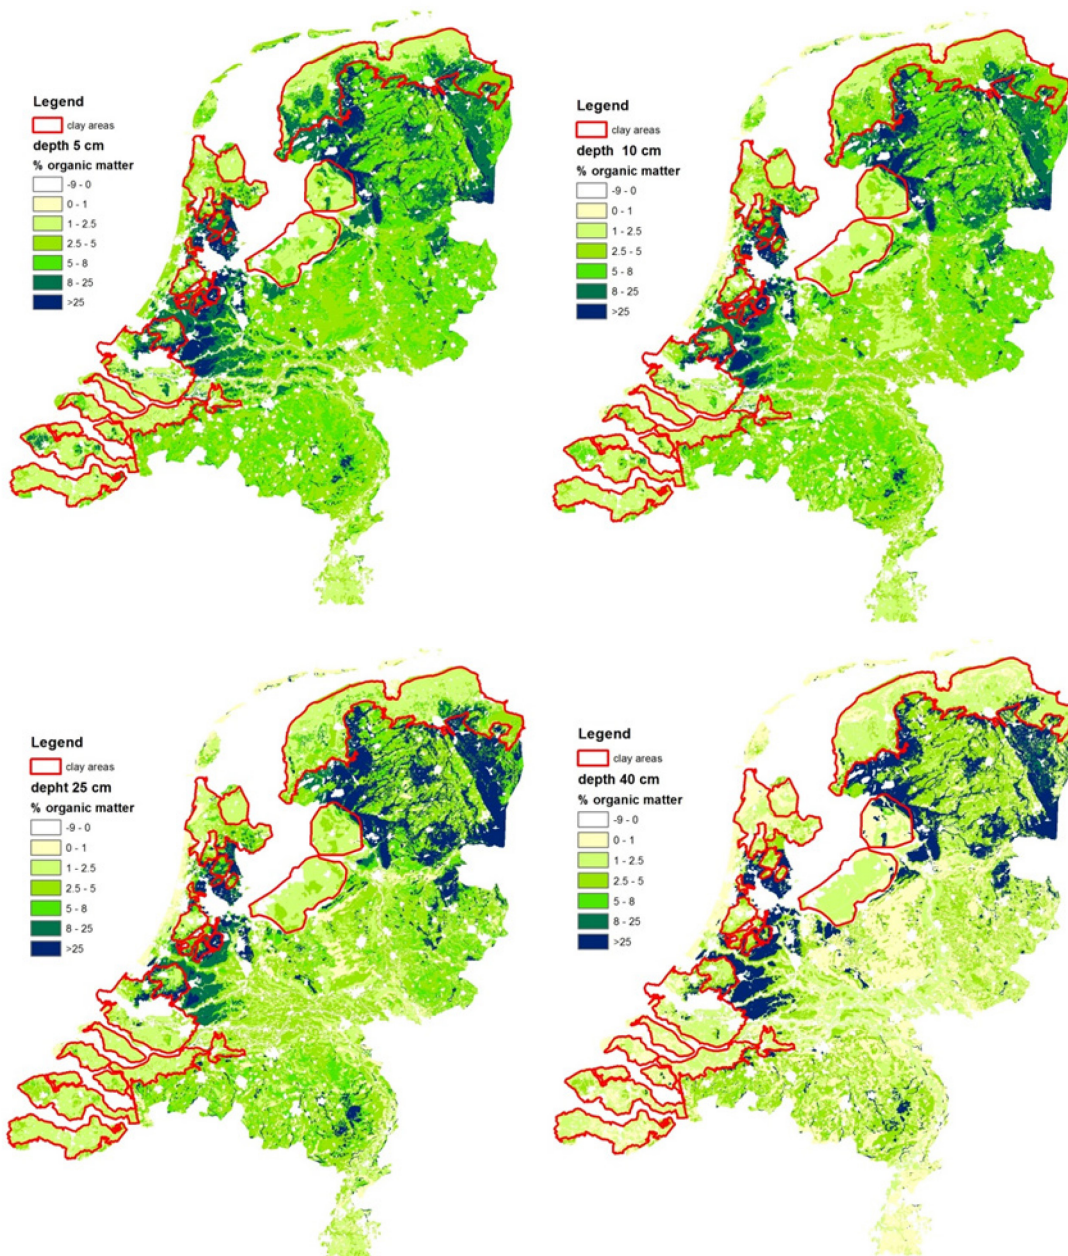 Legend
clay areas
depth 5 cm
% organic matter
-9 - 0
0 - 1
1 - 2.5
2.5 - 5
5 - 8
8 - 25
>25
Legend
clay areas
depth 10 cm
% organic matter
-9 - 0
0 - 1
1 - 2.5
2.5 - 5
5 - 8
8 - 25
>25
Legend
clay areas
depht 25 cm
% organic matter
-9 - 0
0 - 1
1 - 2.5
2.5 - 5
5 - 8
8 - 25
>25
Legend
clay areas
depth 40 cm
% organic matter
-9 - 0
0 - 1
1 - 2.5
2.5 - 5
5 - 8
8 - 25
>25